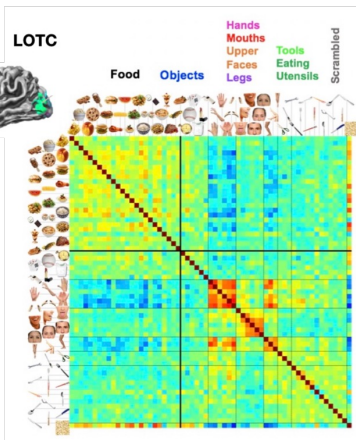 LOTC
Food
Objects
Hands
Mouths
Upper
Faces
Legs
Tools
Eating
Utensils
Scrambled